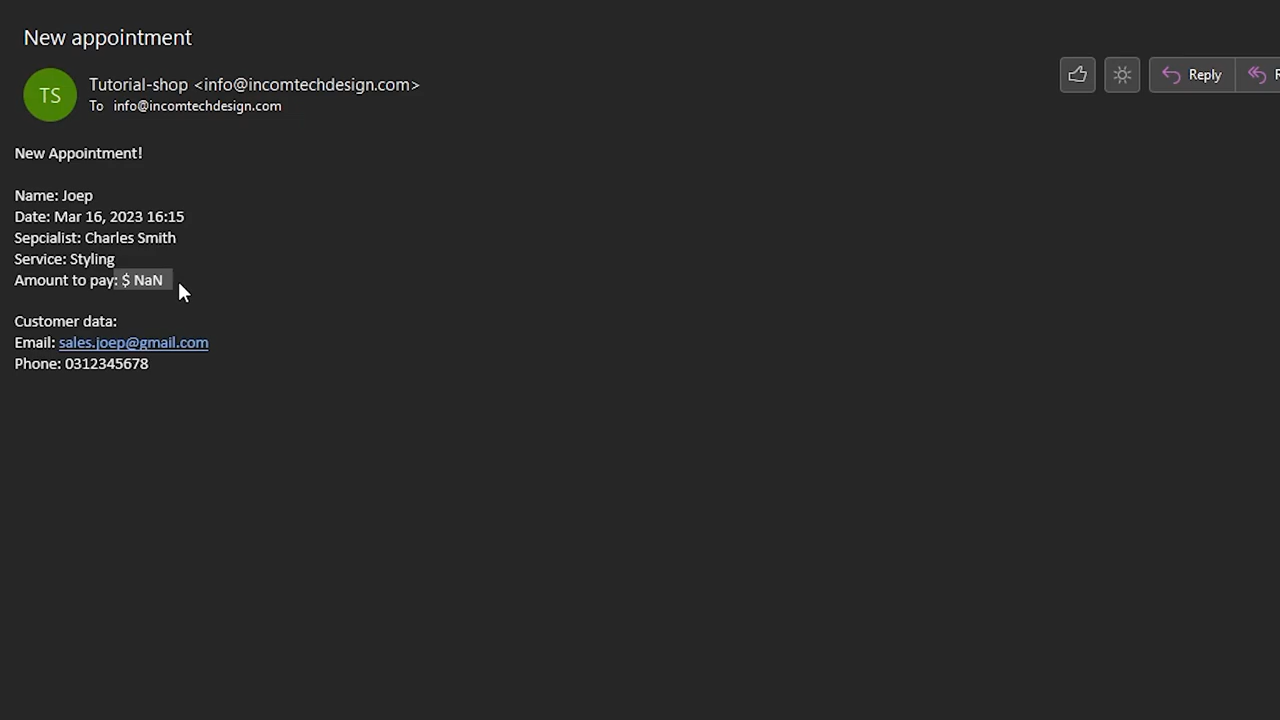 New appointment
TS
Tutorial-shop <info@incomtechdesign.com>
To info@incomtechdesign.com
Reply
New Appointment!
Name: Joep
Date: Mar 16, 2023 16:15
Sepcialist: Charles Smith
Service: Styling
Amount to pay: $ NaN
Customer data:
Email: sales.joep@gmail.com
Phone: 0312345678